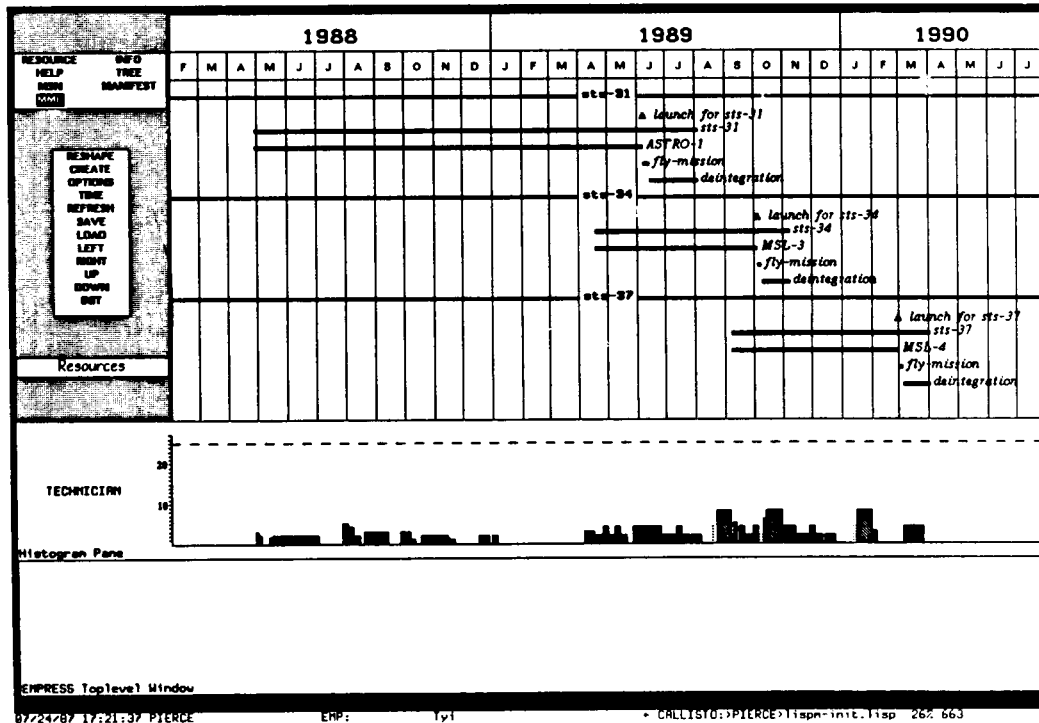 1988 1989 1990
RESOURCE INFO
HELP TREE
MSN MANIFEST
MMI
F M A M J J A S O N D J F M A M J J A S O N D J F M A M J J
sts-31
launch for sts-31
sts-31
ASTRO-1
fly-mission
deintegration
RESHAPE
CREATE
OPTIONS
TIME
REFRESH
SAVE
LOAD
LEFT
RIGHT
UP
DOWN
sts-34
launch for sts-34
sts-34
MSL-3
fly-mission
deintegration
sts-37
launch for sts-37
sts-37
MSL-4
fly-mission
deintegration
Resources
TECHNICIAN
20
10
Histogram Pane
EMPRESS Toplevel Window
07/24/87 17:21:37 PIERCE EMP: Tyi + CALLISTO:>PIERCE>lispm-init.lisp 26% 663